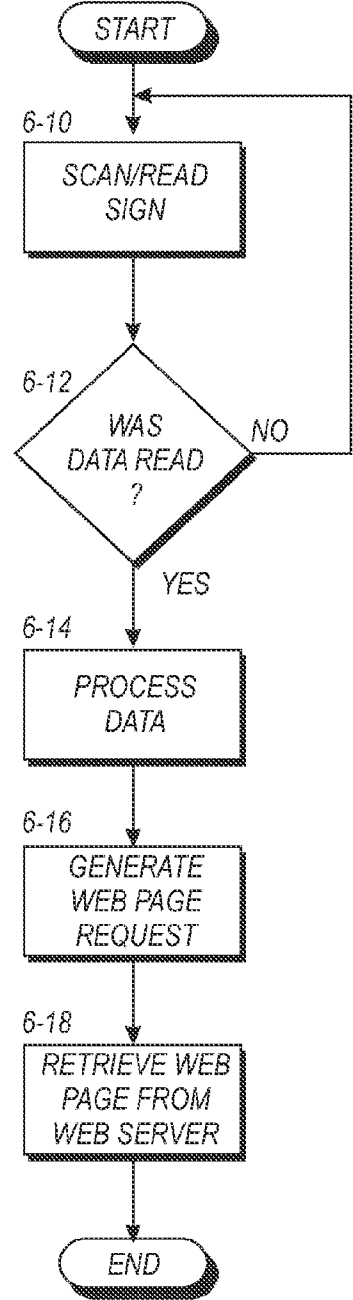 START
6-10
SCAN/READ
SIGN
6-12
WAS
DATA READ
?
NO
YES
6-14
PROCESS
DATA
6-16
GENERATE
WEB PAGE
REQUEST
6-18
RETRIEVE WEB
PAGE FROM
WEB SERVER
END